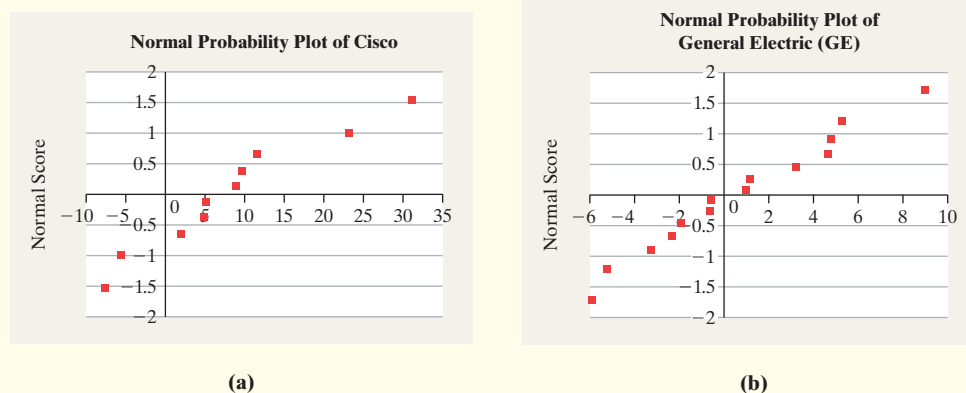 Normal Probability Plot of Cisco
Normal Score
2
1.5
1
0.5
0
−0.5
−1
−1.5
−2
−10 −5 5 10 15 20 25 30 35
(a)
Normal Probability Plot of
General Electric (GE)
Normal Score
2
1.5
1
0.5
0
−0.5
−1
−1.5
−2
−6 −4 −2 2 4 6 8 10
(b)